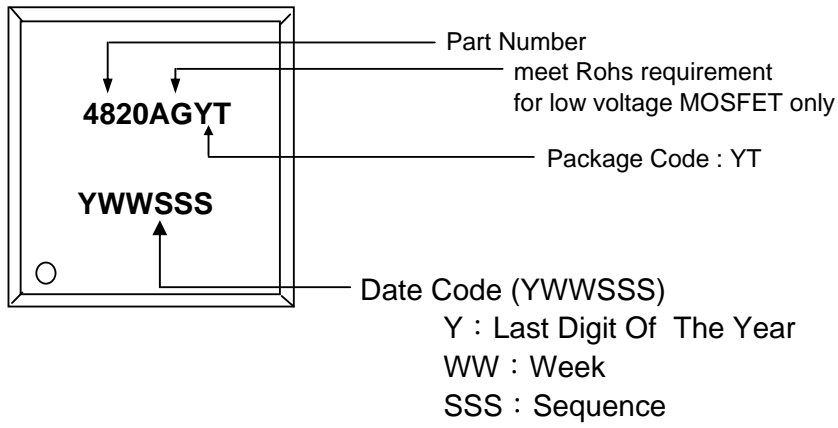 Part Number
meet Rohs requirement
for low voltage MOSFET only
4820AGYT
Package Code : YT
YWWSSS
Date Code (YWWSSS)
Y：Last Digit Of The Year
WW：Week
SSS：Sequence